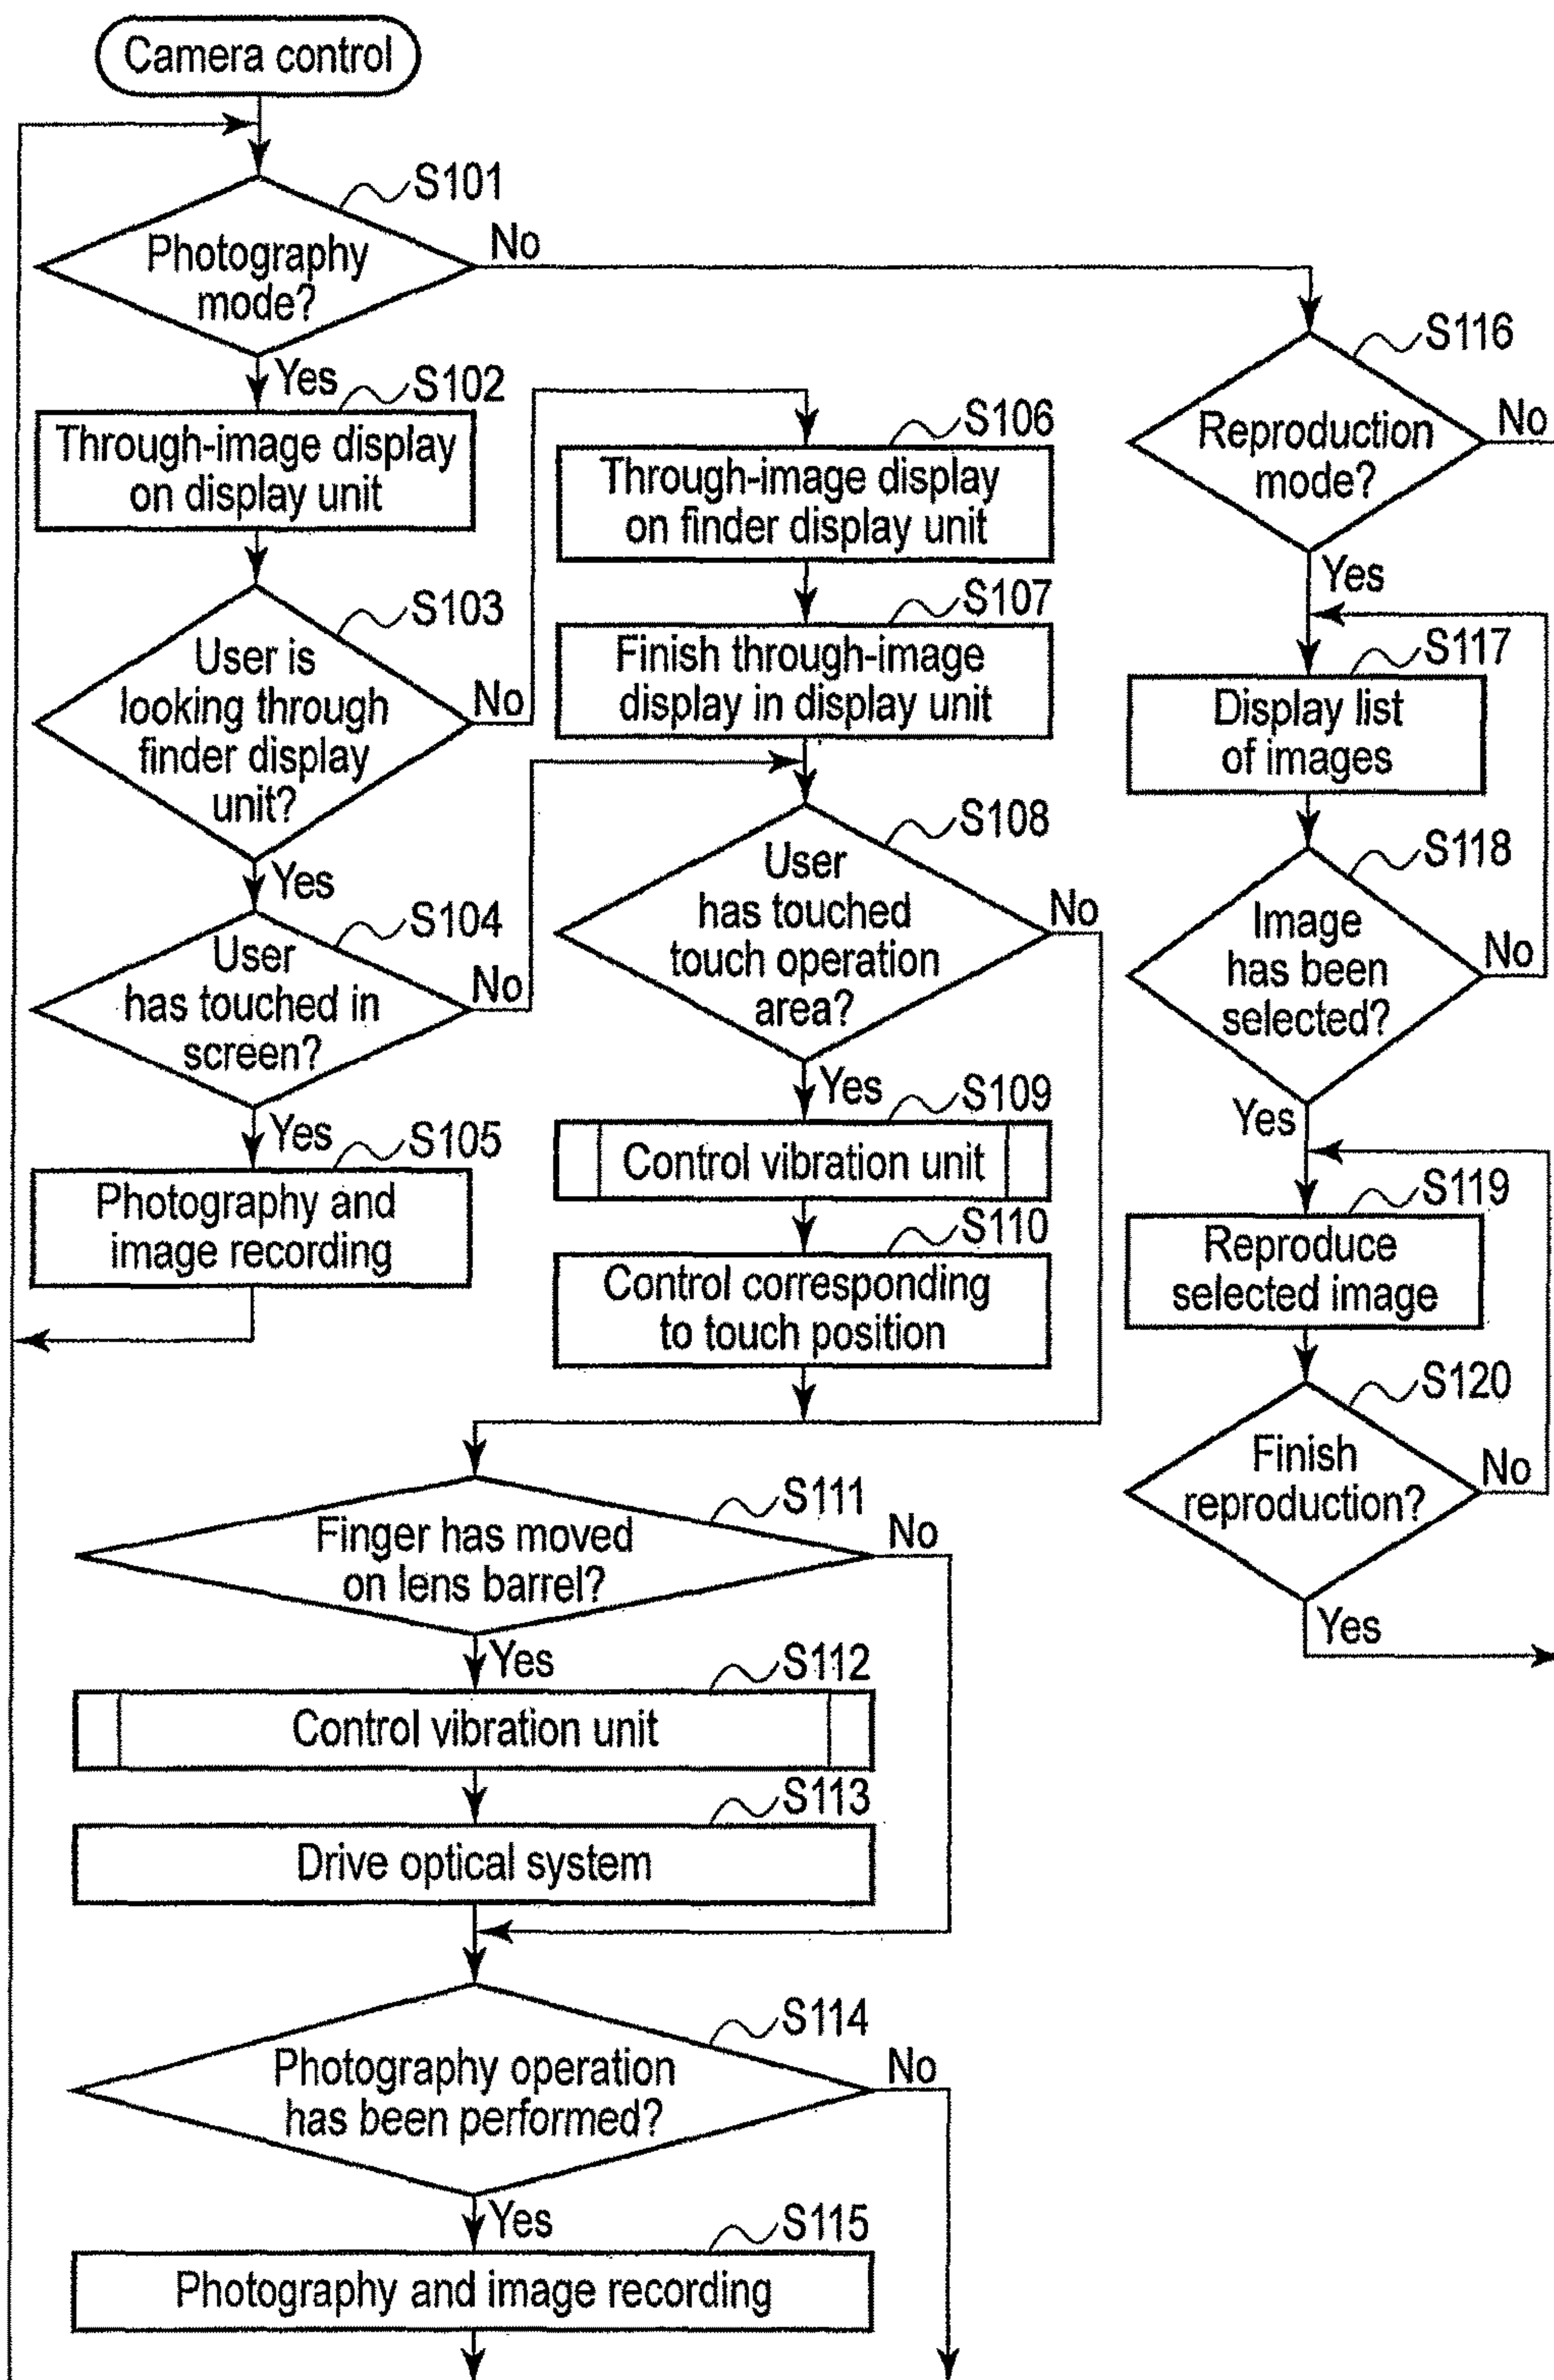 Camera control
S101
Photography
mode?
No
Yes
S102
Through-image display
on display unit
S103
User is
looking through
finder display
unit?
No
Yes
S104
User
has touched in
screen?
No
Yes
S105
Photography and
image recording
S106
Through-image display
on finder display unit
S107
Finish through-image
display in display unit
S108
User
has touched
touch operation
area?
No
Yes
S109
Control vibration unit
S110
Control corresponding
to touch position
S111
Finger has moved
on lens barrel?
No
Yes
S112
Control vibration unit
S113
Drive optical system
S114
Photography operation
has been performed?
No
Yes
S115
Photography and image recording
S116
Reproduction
mode?
No
Yes
S117
Display list
of images
S118
Image
has been
selected?
No
Yes
S119
Reproduce
selected image
S120
Finish
reproduction?
No
Yes